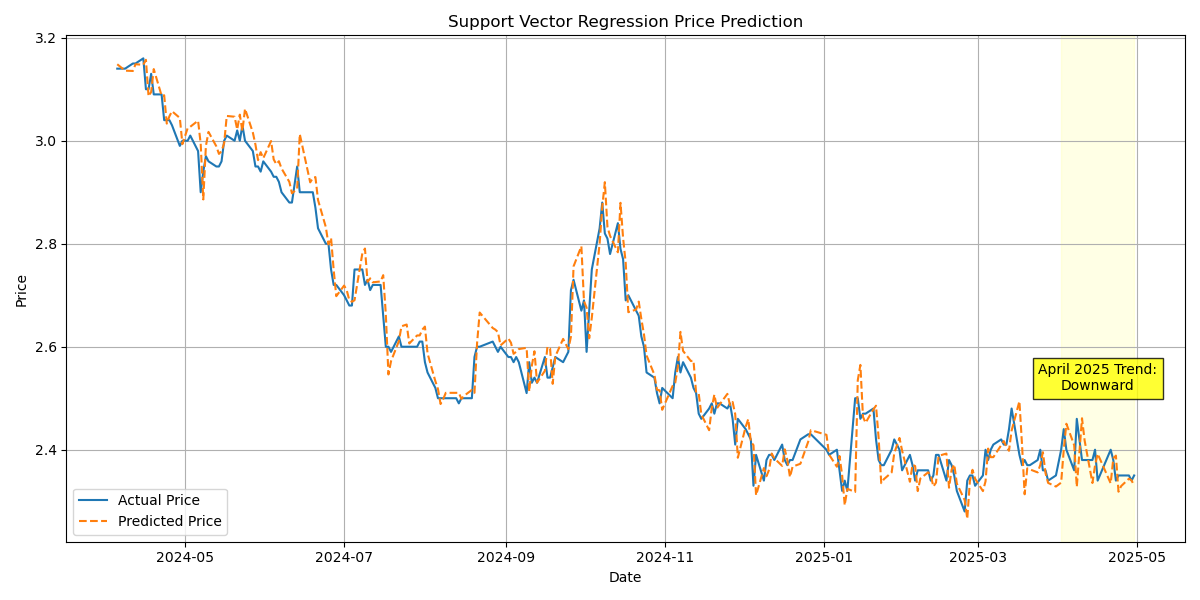 Support Vector Regression Price Prediction
Price
3.2
3.0
2.8
2.6
2.4
April 2025 Trend:
Downward
Actual Price
Predicted Price
2024-05
2024-07
2024-09
2024-11
2025-01
2025-03
2025-05
Date